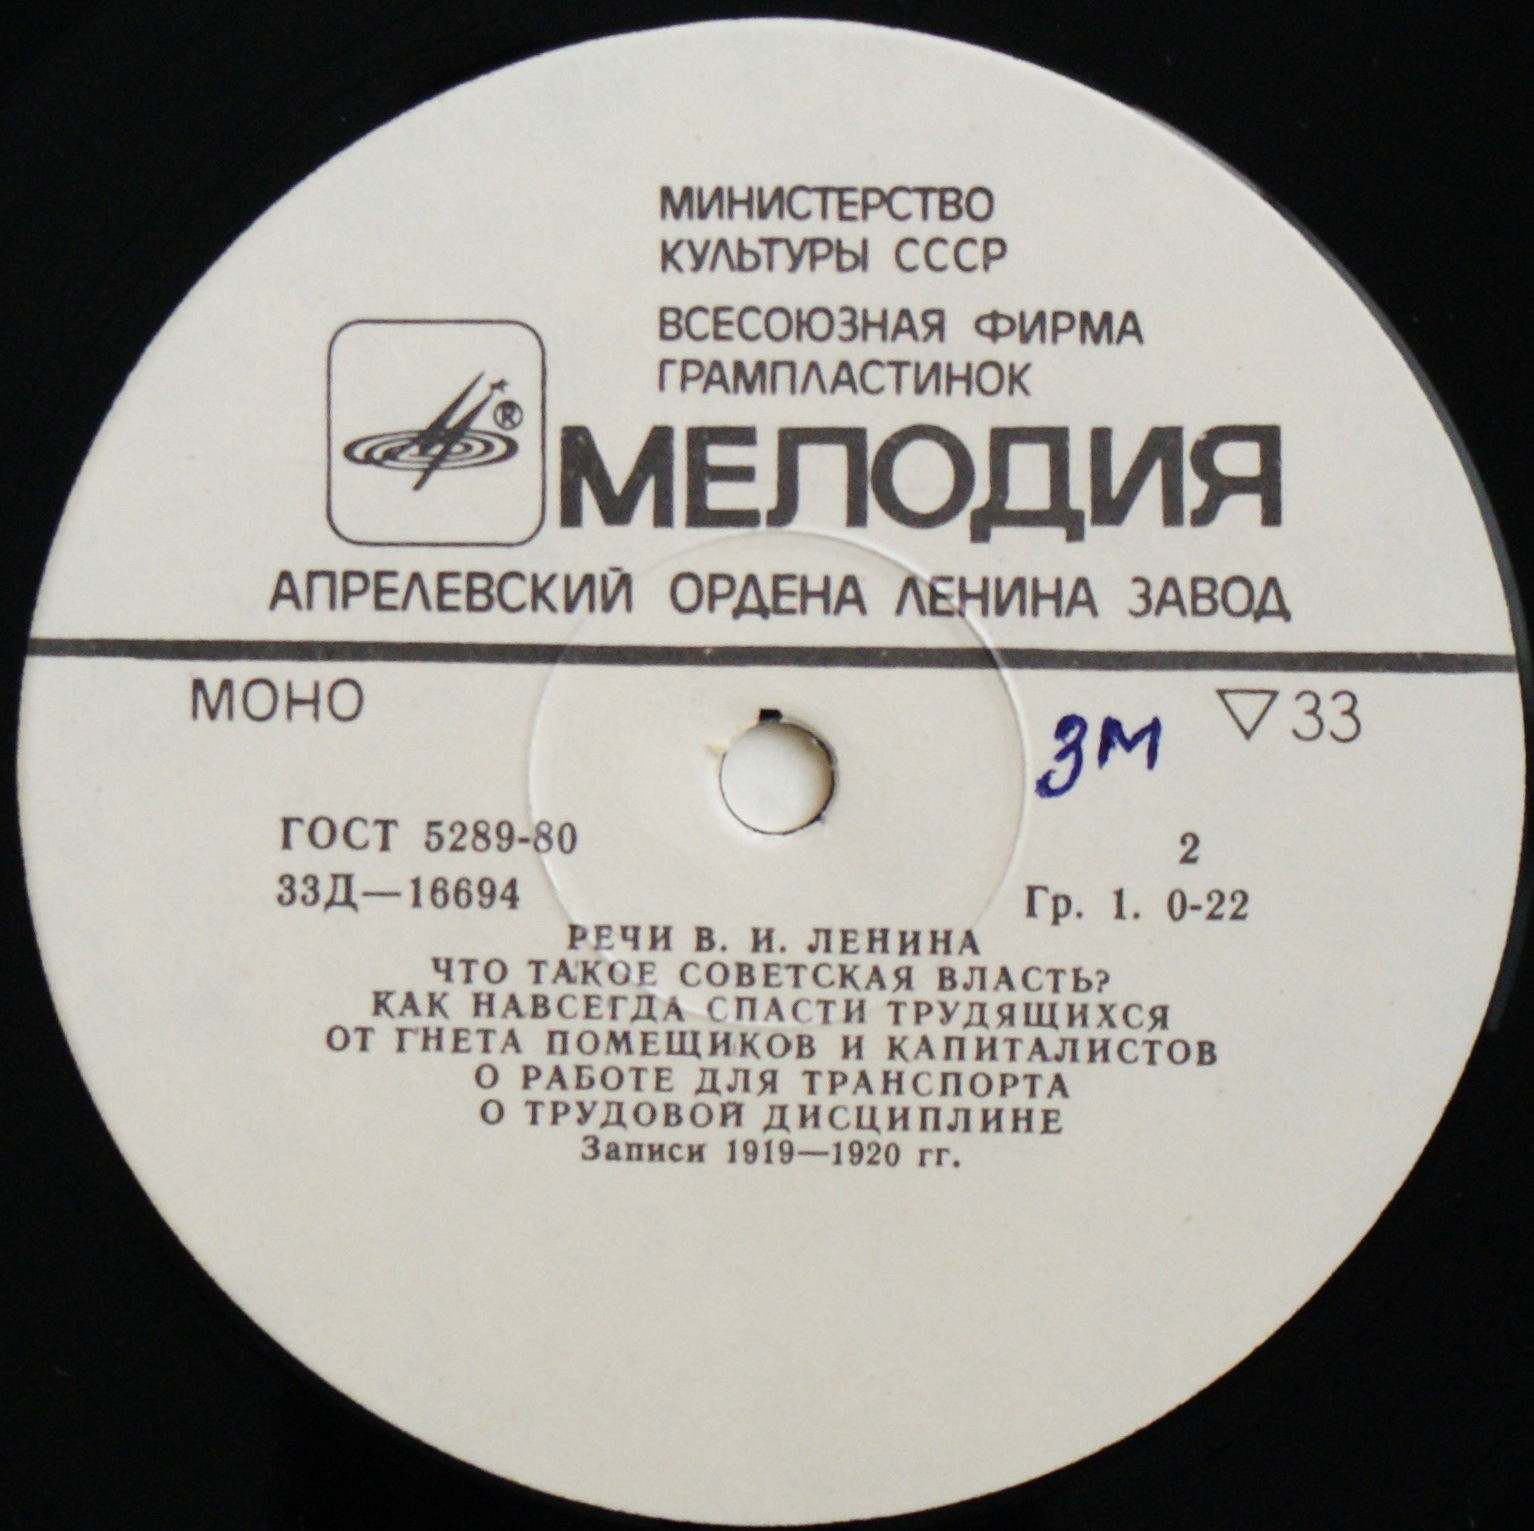 МИНИСТЕРСТВО
КУЛЬТУРЫ СССР
ВСЕСОЮЗНАЯ ФИРМА
ГРАМПЛАСТИНОК
®
МЕЛОДИЯ
АПРЕЛЕВСКИЙ ОРДЕНА ЛЕНИНА ЗАВОД
МОНО
▽33
ЗМ
ГОСТ 5289-80
2
33Д—16694
Гр. 1. 0-22
РЕЧИ В. И. ЛЕНИНА
ЧТО ТАКОЕ СОВЕТСКАЯ ВЛАСТЬ?
КАК НАВСЕГДА СПАСТИ ТРУДЯЩИХСЯ
ОТ ГНЕТА ПОМЕЩИКОВ И КАПИТАЛИСТОВ
О РАБОТЕ ДЛЯ ТРАНСПОРТА
О ТРУДОВОЙ ДИСЦИПЛИНЕ
Записи 1919—1920 гг.